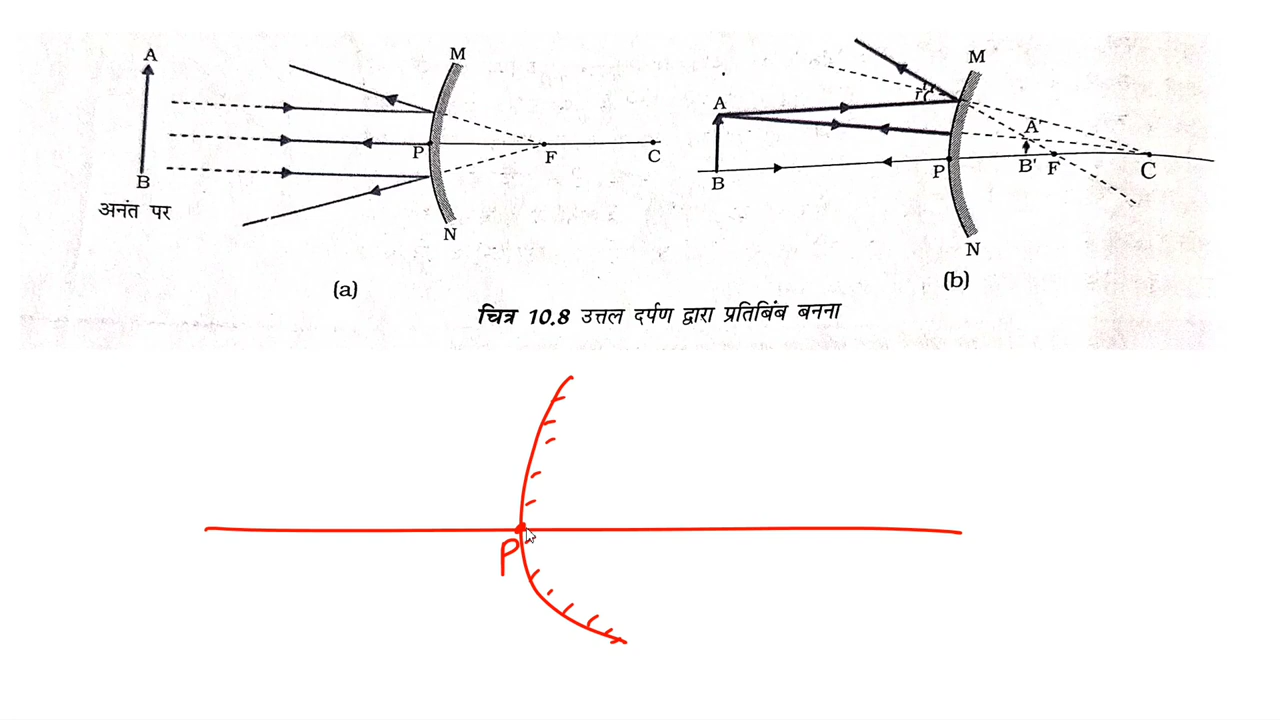 A
B
अनंत पर
M
P
F
C
N
(a)
A
B
M
r
P
A'
B'
F
C
N
(b)
चित्र 10.8 उत्तल दर्पण द्वारा प्रतिबिंब बनना
P